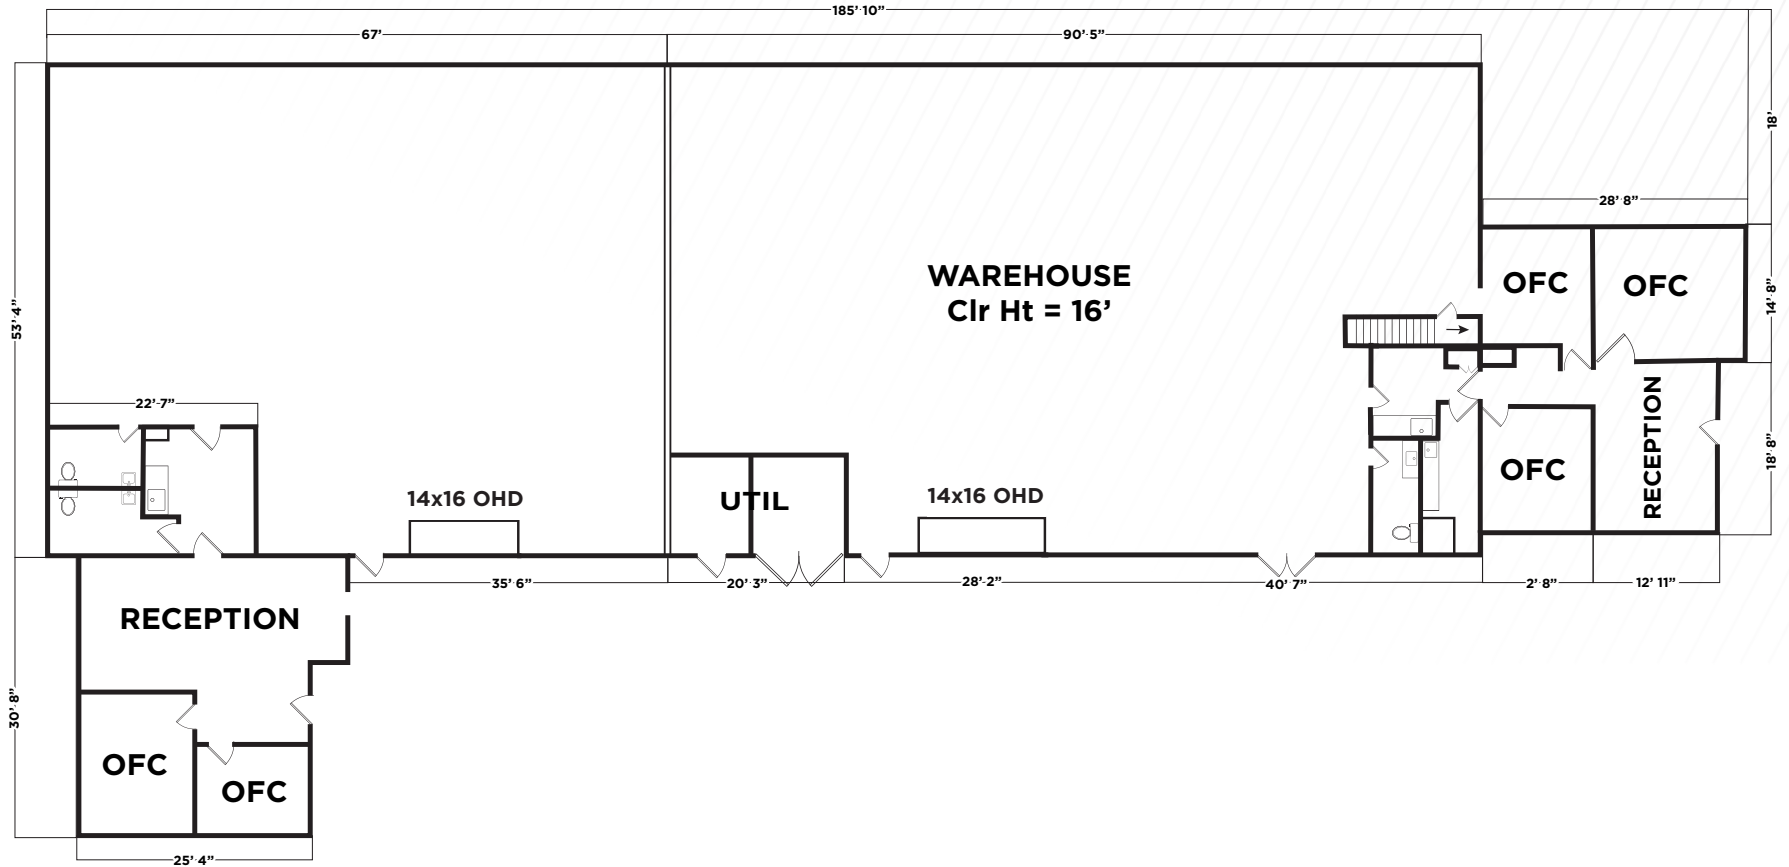 185' 10"
67'
90' 5"
18'
28' 8"
WAREHOUSE
Clr Ht = 16'
OFC
OFC
14' 8"
53' 4"
22' 7"
RECEPTION
18' 8"
OFC
14x16 OHD
UTIL
14x16 OHD
35' 6"
20' 3"
28'-2"
40' 7"
2' 8"
12' 11"
RECEPTION
30' 8"
OFC
OFC
25' 4"